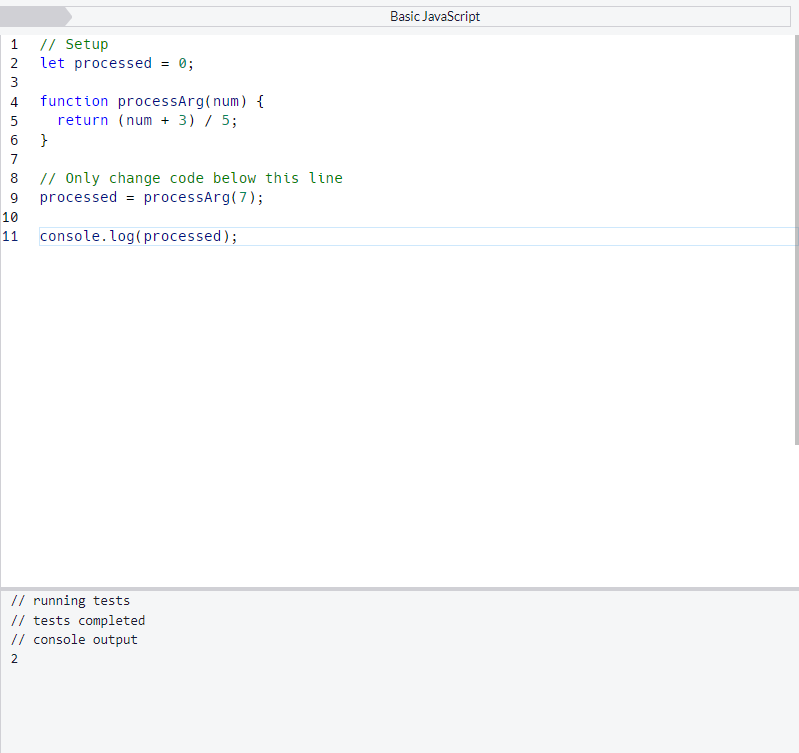 Basic JavaScript
1 // Setup
2 let processed = 0;
3
4 function processArg(num) {
5   return (num + 3) / 5;
6 }
7
8 // Only change code below this line
9 processed = processArg(7);
10
11 console.log(processed);
// running tests
// tests completed
// console output
2